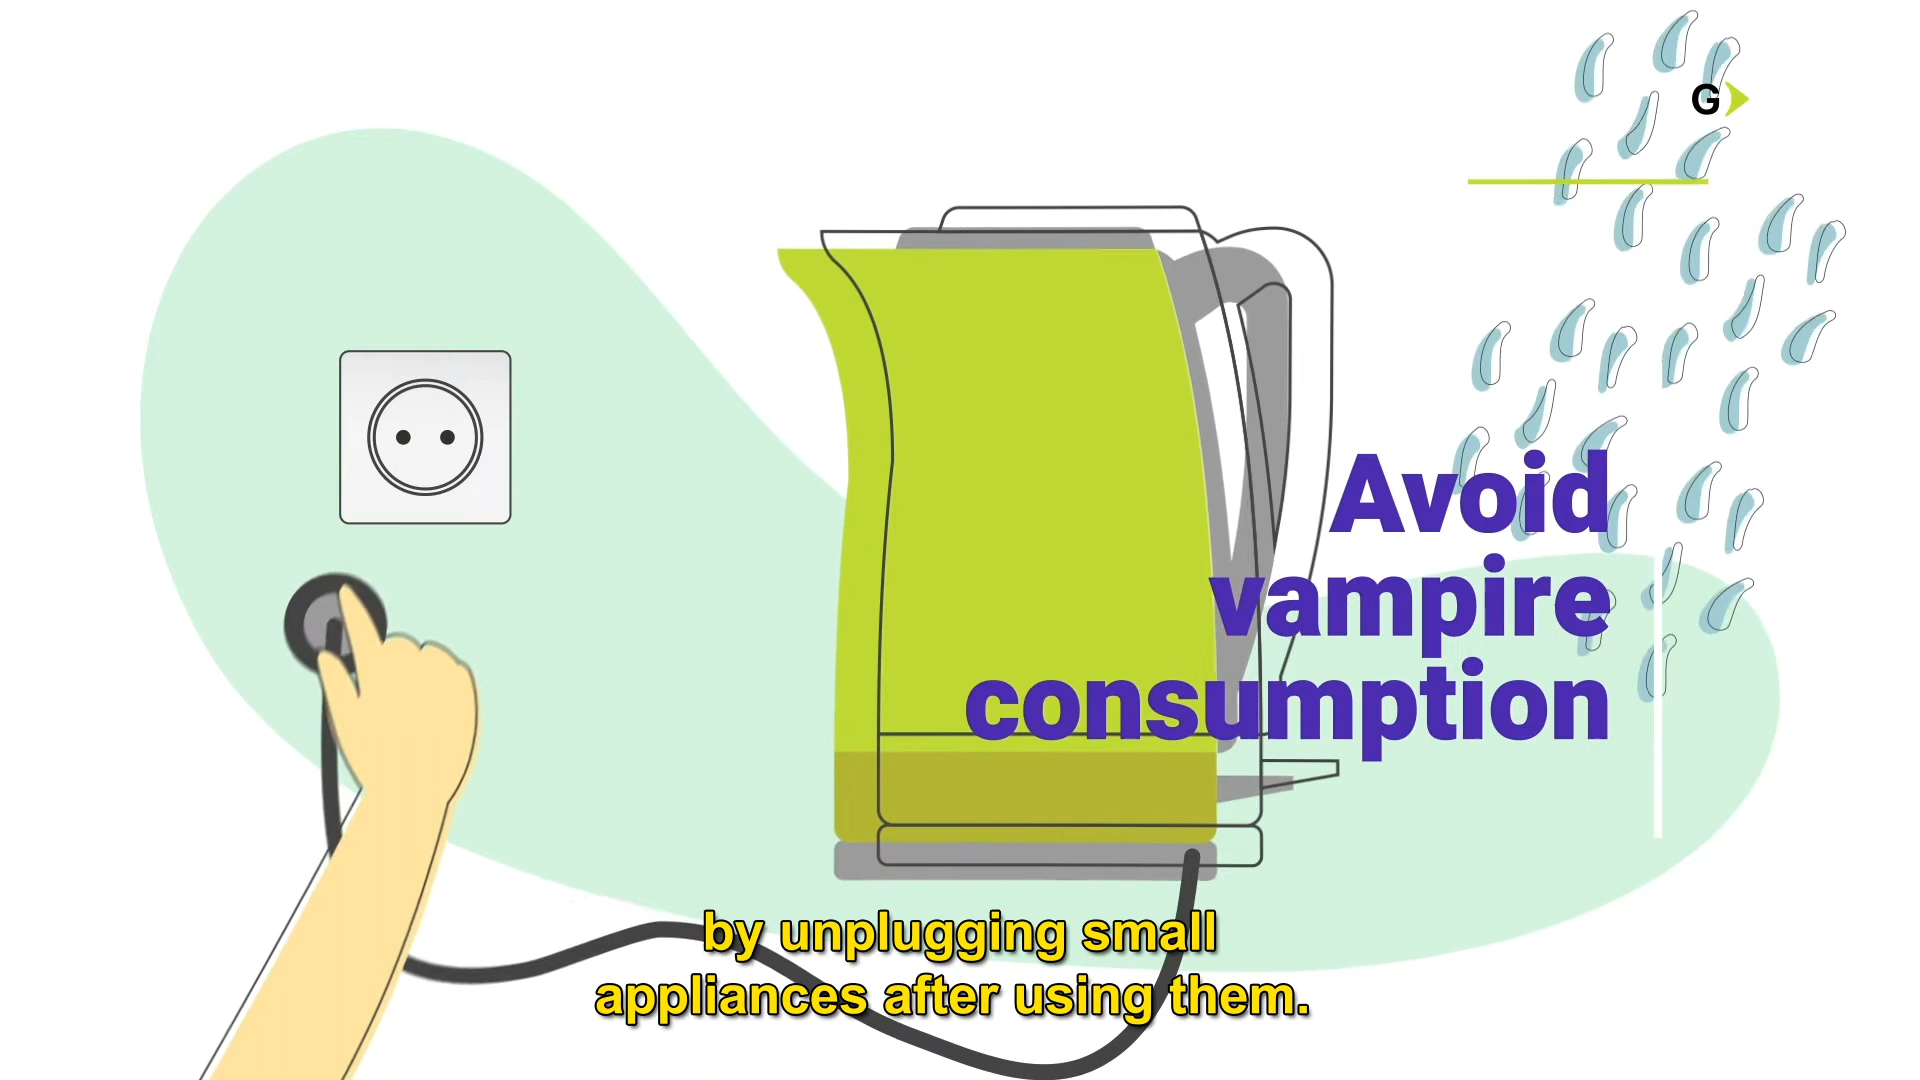 G
Avoid
vampire
consumption
by unplugging small
appliances after using them.